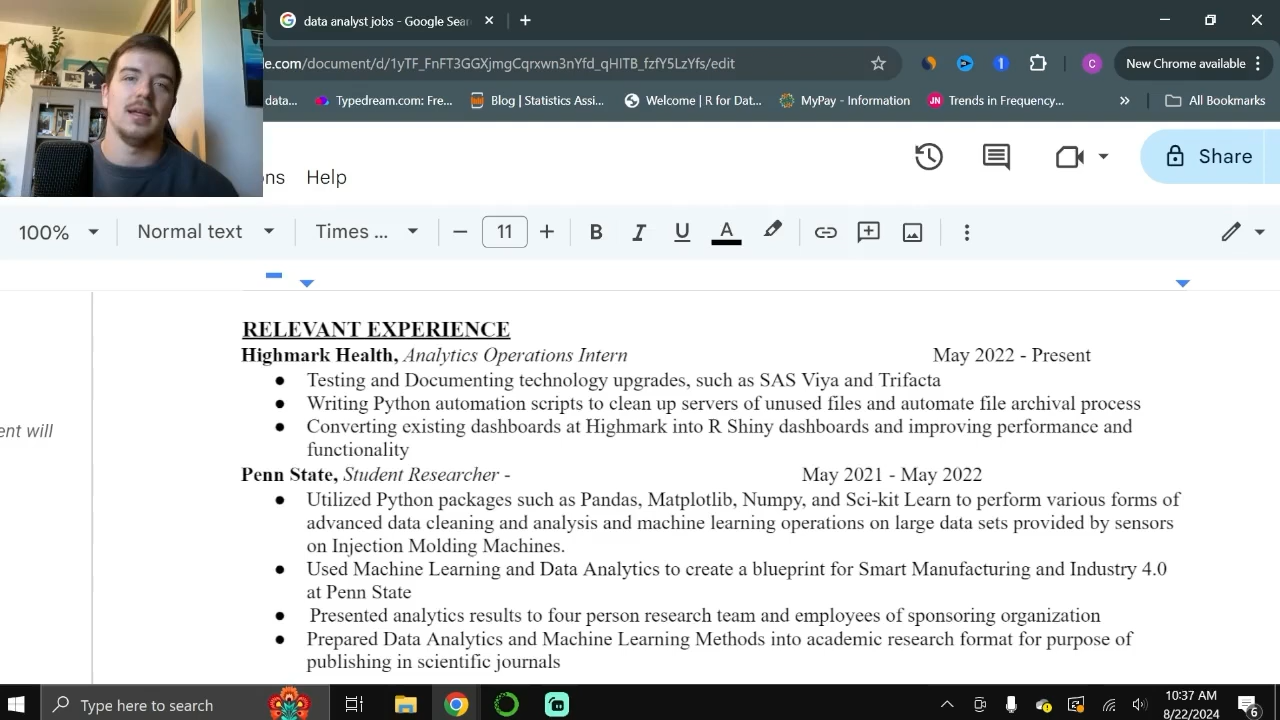 data analyst jobs - Google Sear
le.com/document/d/1yTF_FnFT3GGXjmgCqrxwn3nYfd_qHITB_fzfY5LzYfs/edit
New Chrome available
data...
Typedream.com: Fre...
Blog | Statistics Assi...
Welcome | R for Dat...
MyPay - Information
JN Trends in Frequency...
All Bookmarks
ns Help
Share
100% Normal text Times ... 11 B I U A
RELEVANT EXPERIENCE
Highmark Health, Analytics Operations Intern May 2022 - Present
● Testing and Documenting technology upgrades, such as SAS Viya and Trifacta
● Writing Python automation scripts to clean up servers of unused files and automate file archival process
● Converting existing dashboards at Highmark into R Shiny dashboards and improving performance and
functionality
ent will
Penn State, Student Researcher - May 2021 - May 2022
● Utilized Python packages such as Pandas, Matplotlib, Numpy, and Sci-kit Learn to perform various forms of
advanced data cleaning and analysis and machine learning operations on large data sets provided by sensors
on Injection Molding Machines.
● Used Machine Learning and Data Analytics to create a blueprint for Smart Manufacturing and Industry 4.0
at Penn State
● Presented analytics results to four person research team and employees of sponsoring organization
● Prepared Data Analytics and Machine Learning Methods into academic research format for purpose of
publishing in scientific journals
Type here to search
10:37 AM
8/22/2024
6